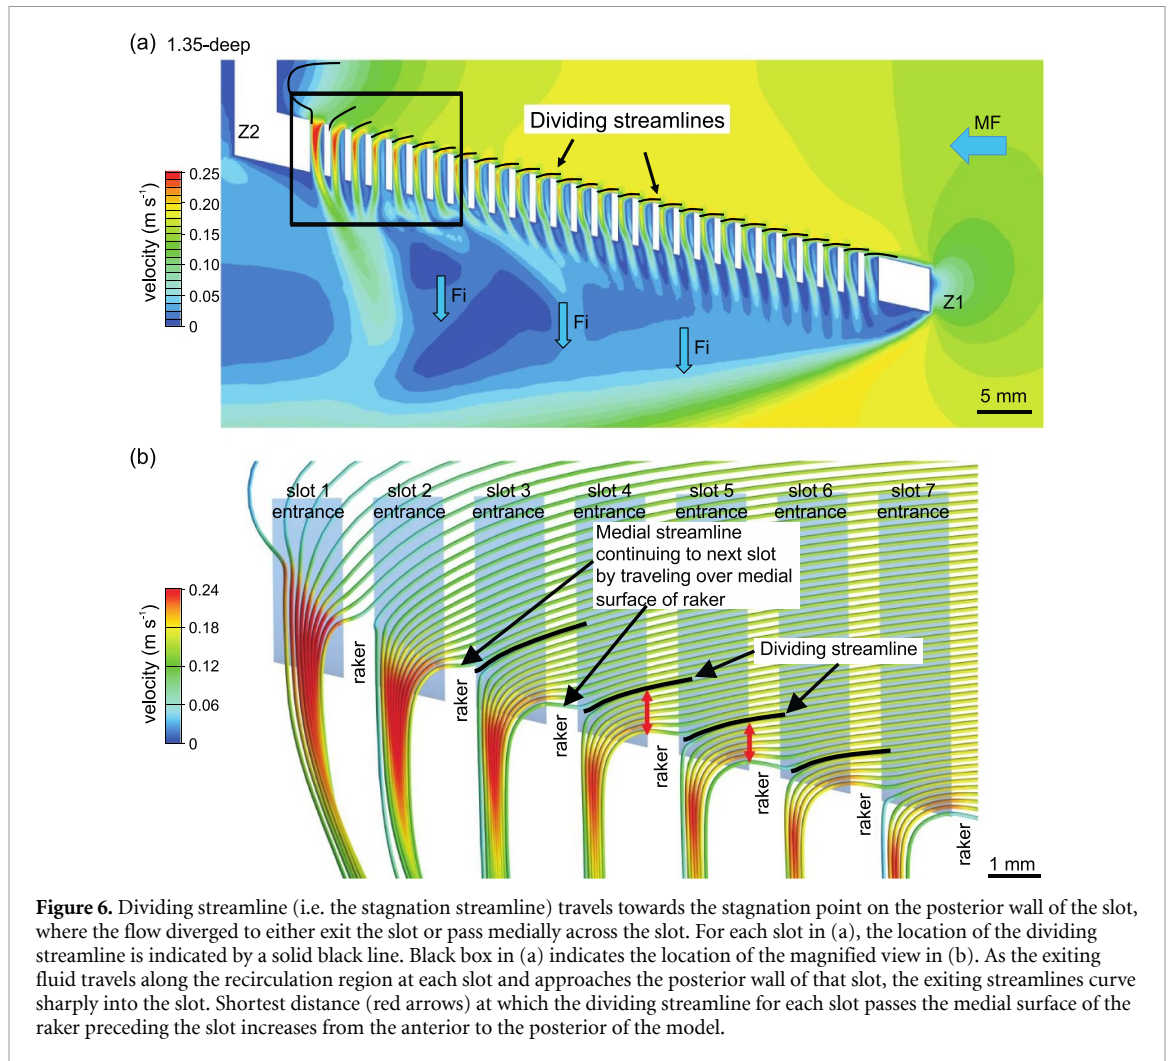 (a) 1.35-deep
Z2
Dividing streamlines
MF
velocity (m s⁻¹)
0.25
0.20
0.15
0.10
0.05
0
Fi
Fi
Fi
Z1
5 mm
(b)
slot 1
entrance
slot 2
entrance
slot 3
entrance
slot 4
entrance
slot 5
entrance
slot 6
entrance
slot 7
entrance
Medial streamline
continuing to next slot
by traveling over medial
surface of raker
Dividing streamline
velocity (m s⁻¹)
0.24
0.18
0.12
0.06
0
raker
raker
raker
raker
raker
raker
raker
1 mm
Figure 6. Dividing streamline (i.e. the stagnation streamline) travels towards the stagnation point on the posterior wall of the slot,
where the flow diverged to either exit the slot or pass medially across the slot. For each slot in (a), the location of the dividing
streamline is indicated by a solid black line. Black box in (a) indicates the location of the magnified view in (b). As the exiting
fluid travels along the recirculation region at each slot and approaches the posterior wall of that slot, the exiting streamlines curve
sharply into the slot. Shortest distance (red arrows) at which the dividing streamline for each slot passes the medial surface of the
raker preceding the slot increases from the anterior to the posterior of the model.